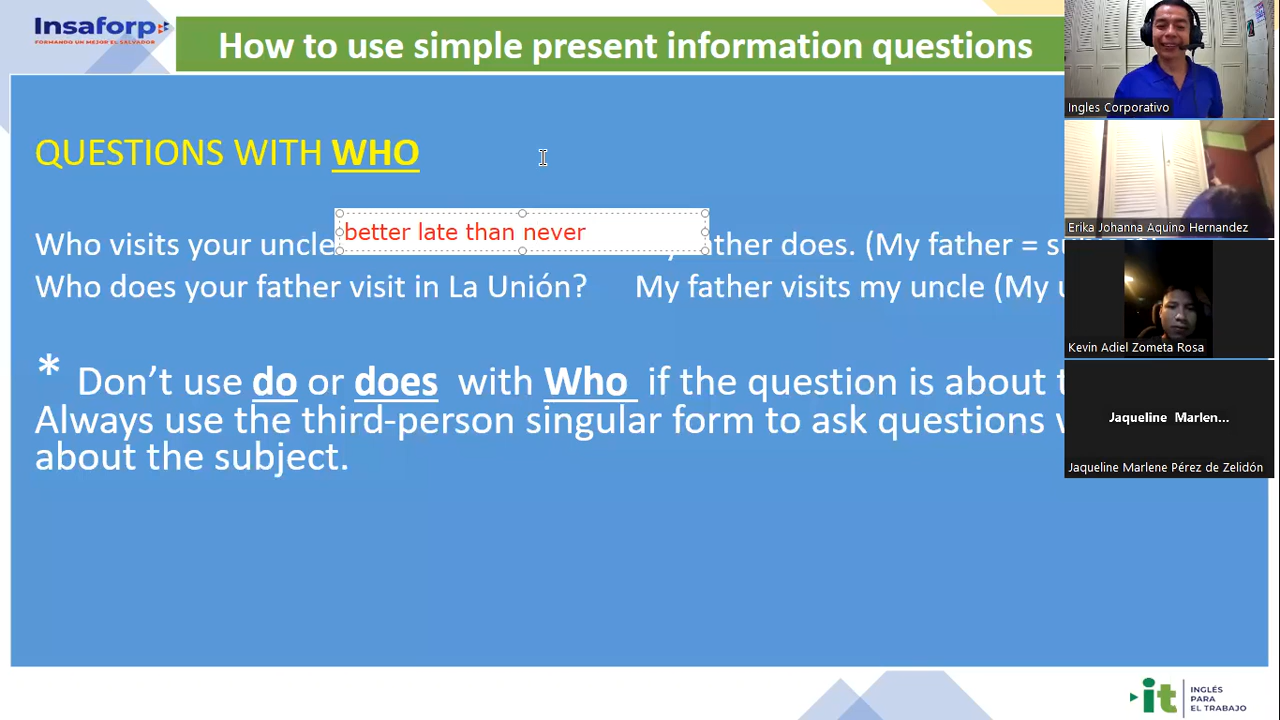 Insaforp
FORMANDO UN MEJOR EL SALVADOR
How to use simple present information questions
QUESTIONS WITH WHO
better late than never
Who visits your uncle ther does. (My father =
Who does your father visit in La Unión? My father visits my uncle (My
* Don't use do or does with Who if the question is about
Always use the third-person singular form to ask questions
about the subject.
Ingles Corporativo
Erika Johanna Aquino Hernandez
Kevin Adiel Zometa Rosa
Jaqueline Marlen...
Jaqueline Marlene Pérez de Zelidón
it INGLÉS
PARA
EL TRABAJO